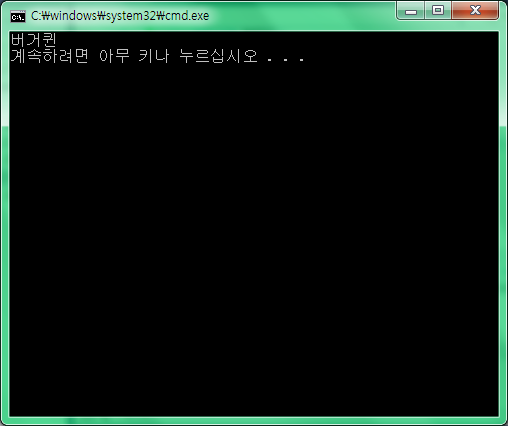 C:₩windows₩system32₩cmd.exe
버거퀸
계속하려면 아무 키나 누르십시오 . . .